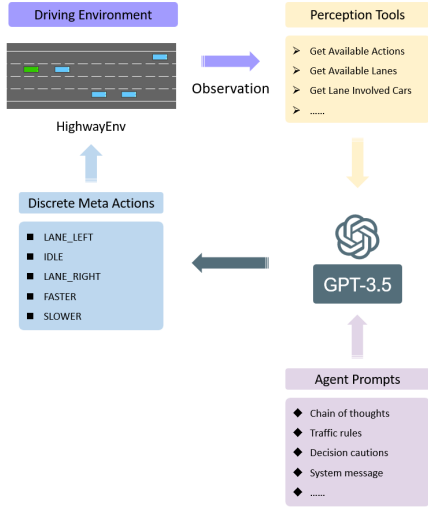 Driving Environment
HighwayEnv
Observation
Perception Tools
Get Available Actions
Get Available Lanes
Get Lane Involved Cars
......
GPT-3.5
Agent Prompts
Chain of thoughts
Traffic rules
Decision cautions
System message
......
Discrete Meta Actions
LANE_LEFT
IDLE
LANE_RIGHT
FASTER
SLOWER